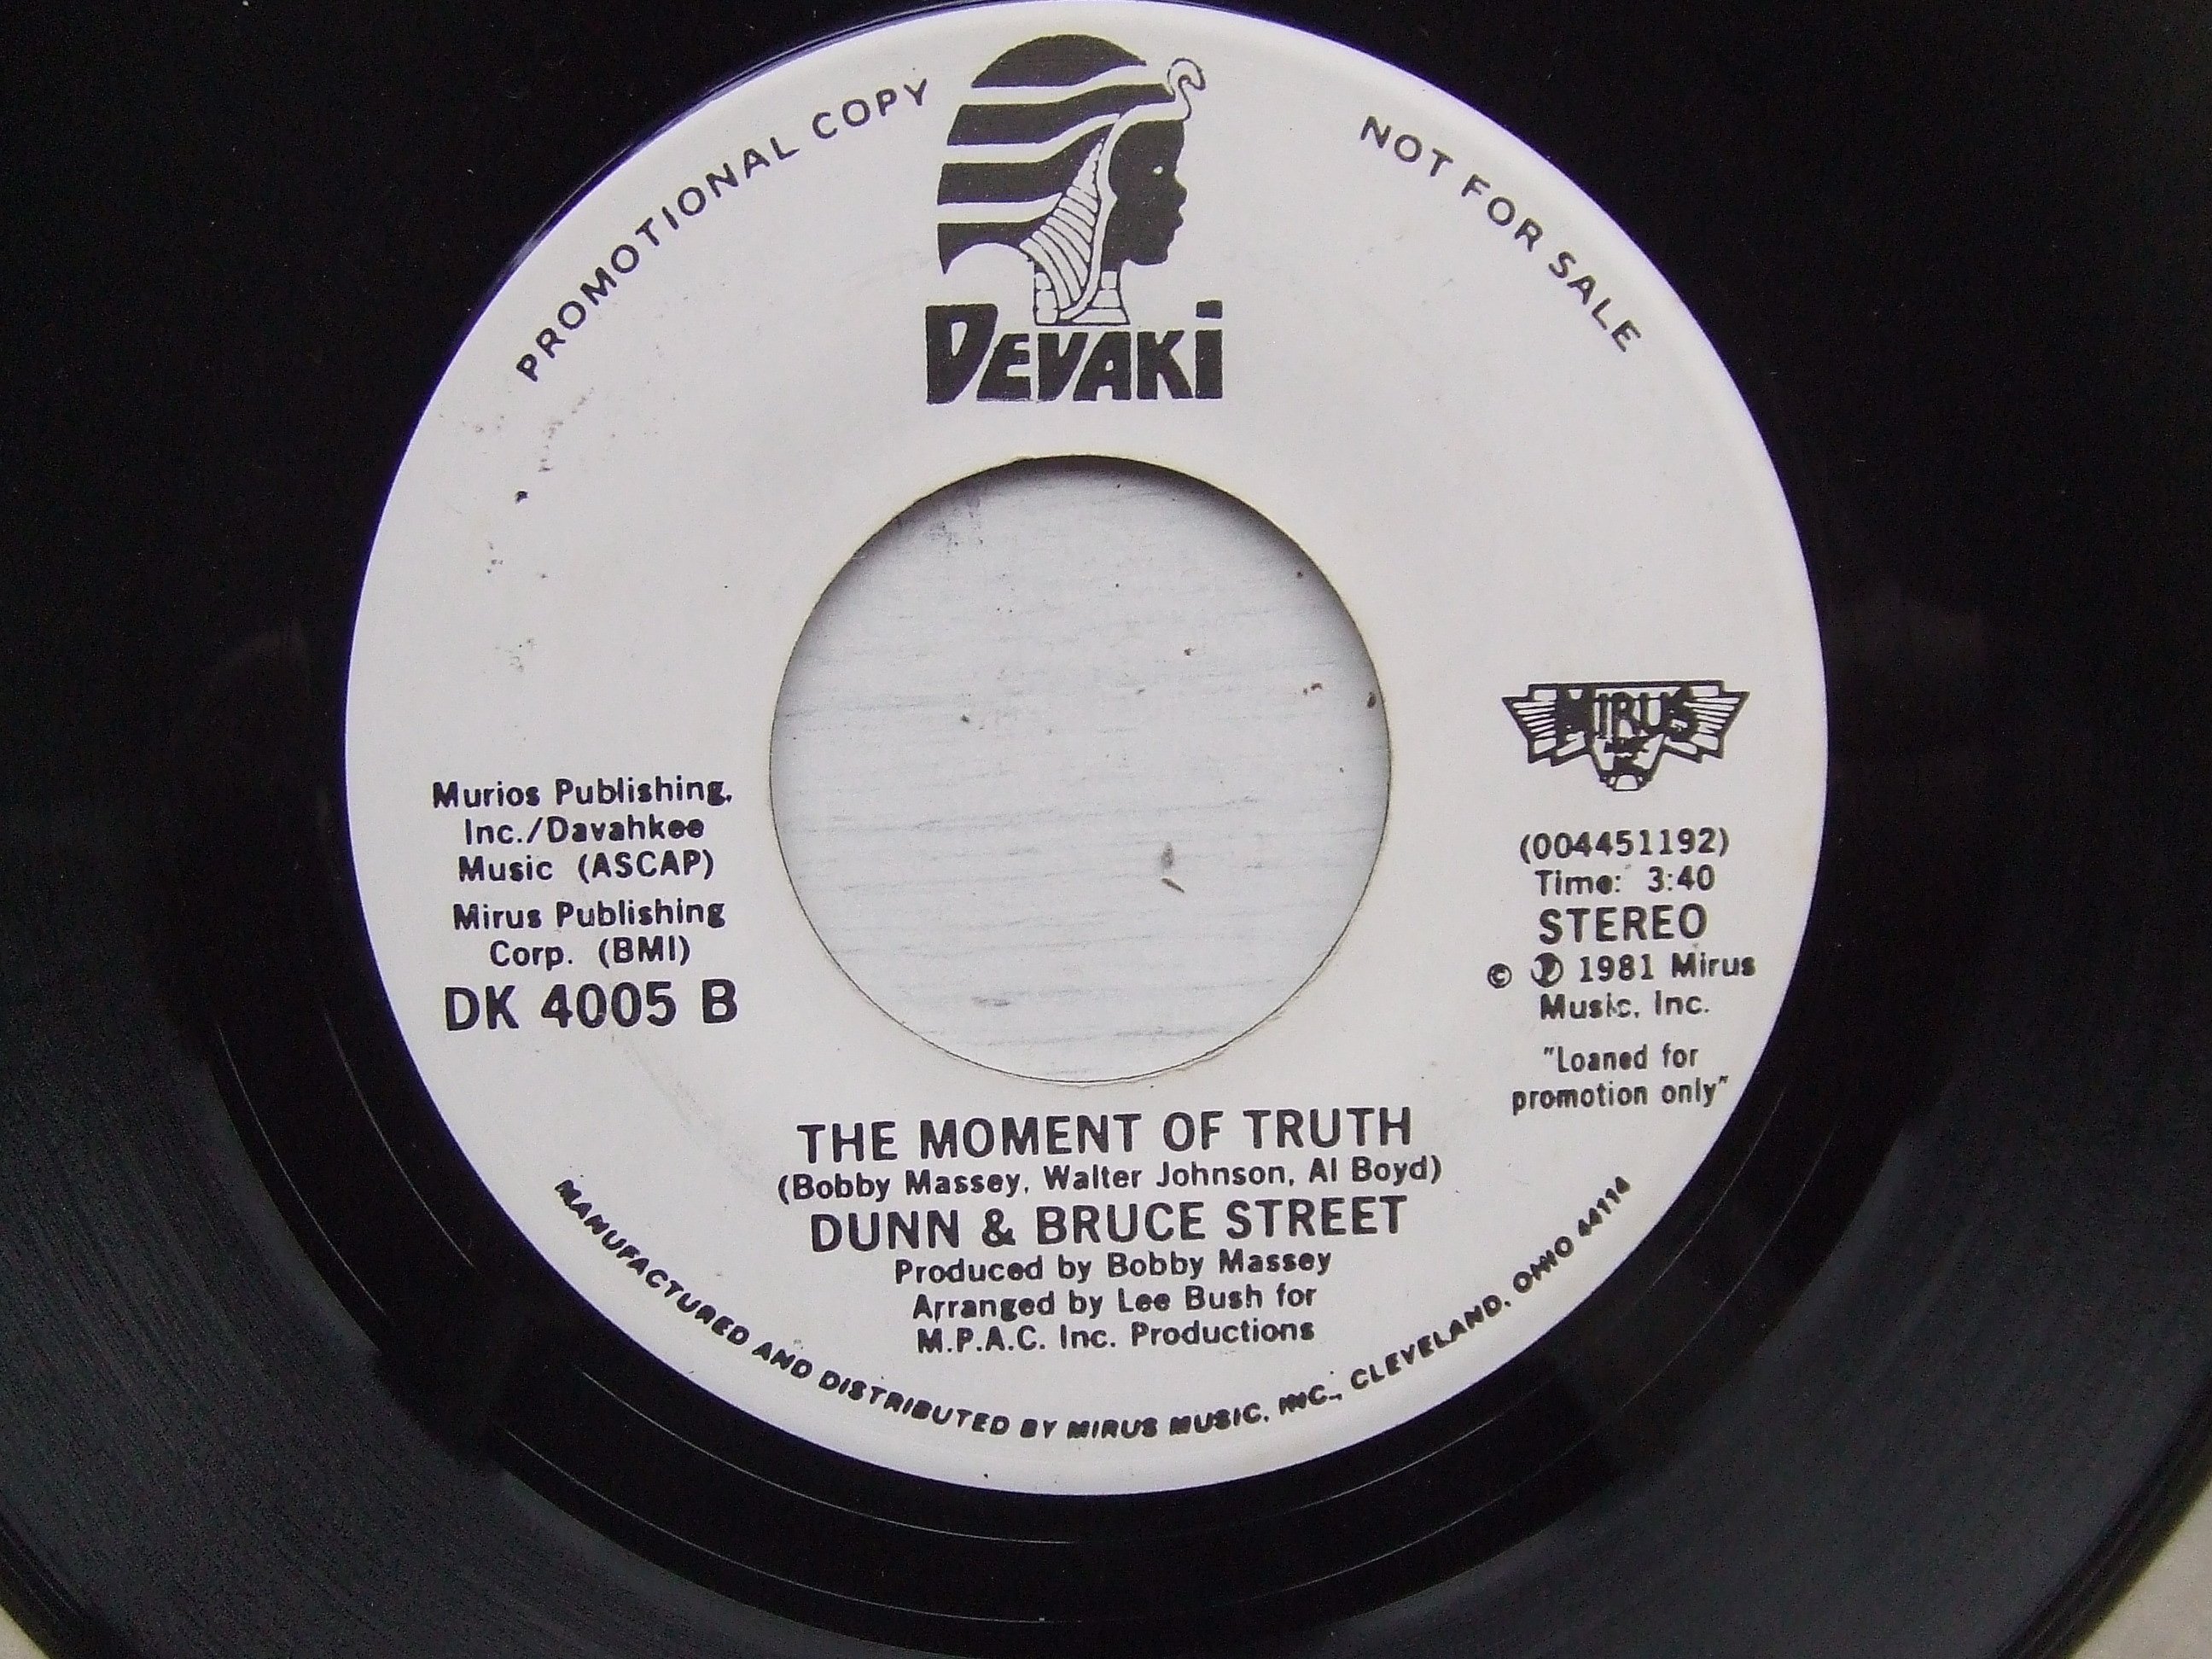 PROMOTIONAL COPY
NOT FOR SALE
DEVAKI
MIRUS
Murios Publishing,
Inc./Davahkee
Music (ASCAP)
Mirus Publishing
Corp. (BMI)
DK 4005 B
(004451192)
Time: 3:40
STEREO
© ℗ 1981 Mirus
Music, Inc.
"Loaned for
promotion only"
THE MOMENT OF TRUTH
(Bobby Massey, Walter Johnson, Al Boyd)
DUNN & BRUCE STREET
Produced by Bobby Massey
Arranged by Lee Bush for
M.P.A.C. Inc. Productions
MANUFACTURED AND DISTRIBUTED BY MIRUS MUSIC, INC., CLEVELAND, OHIO 44114